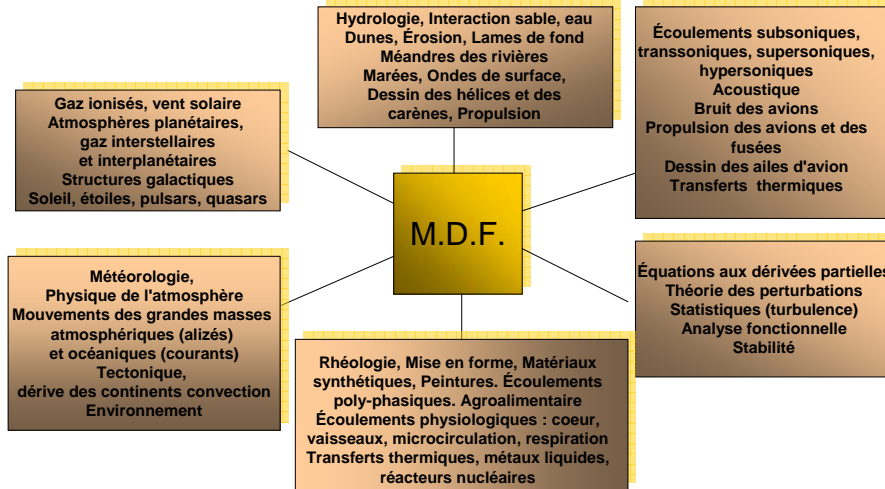 Hydrologie, Interaction sable, eau
Dunes, Érosion, Lames de fond
Méandres des rivières
Marées, Ondes de surface,
Dessin des hélices et des
carènes, Propulsion
Écoulements subsoniques,
transsoniques, supersoniques,
hypersoniques
Acoustique
Bruit des avions
Propulsion des avions et des
fusées
Dessin des ailes d'avion
Transferts thermiques
Gaz ionisés, vent solaire
Atmosphères planétaires,
gaz interstellaires
et interplanétaires
Structures galactiques
Soleil, étoiles, pulsars, quasars
M.D.F.
Météorologie,
Physique de l'atmosphère
Mouvements des grandes masses
atmosphériques (alizés)
et océaniques (courants)
Tectonique,
dérive des continents convection
Environnement
Équations aux dérivées partielles
Théorie des perturbations
Statistiques (turbulence)
Analyse fonctionnelle
Stabilité
Rhéologie, Mise en forme, Matériaux
synthétiques, Peintures. Écoulements
poly-phasiques. Agroalimentaire
Écoulements physiologiques : coeur,
vaisseaux, microcirculation, respiration
Transferts thermiques, métaux liquides,
réacteurs nucléaires